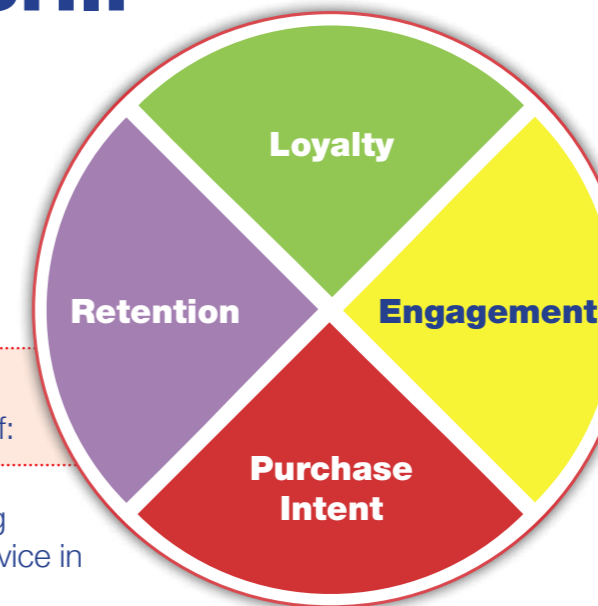 Loyalty
Retention
Engagement
Purchase
Intent
f:
g
vice in